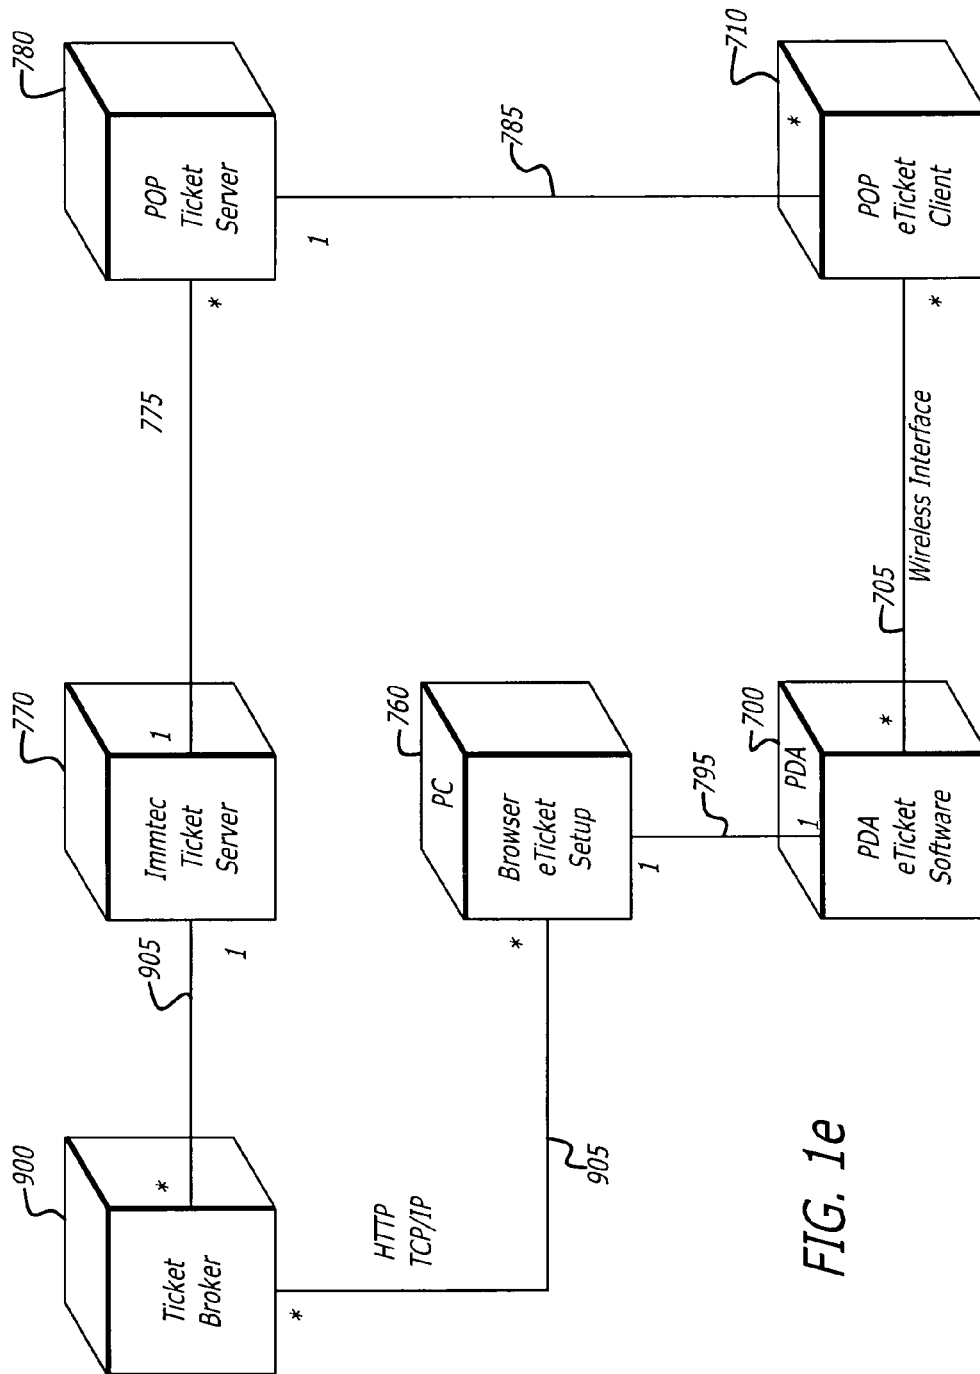 900
Ticket
Broker
*
*
905
770
Immtec
Ticket
Server
1
1
775
780
POP
Ticket
Server
*
1
HTTP
TCP/IP
905
760
PC
Browser
eTicket
Setup
*
1
785
795
700
PDA
1
PDA
eTicket
Software
*
705
Wireless Interface
710
*
POP
eTicket
Client
*
FIG. 1e